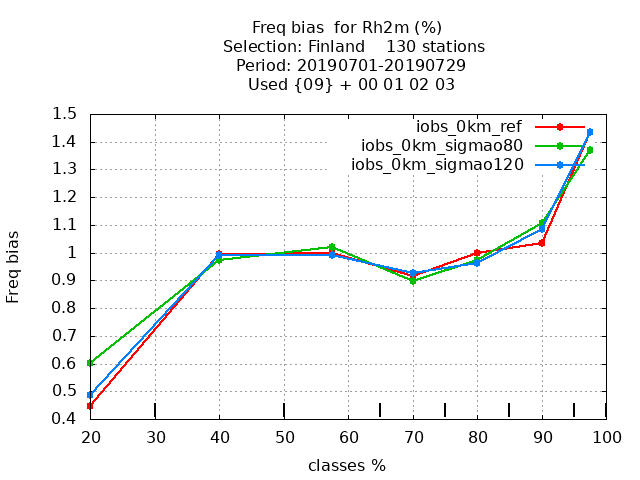 Freq bias  for Rh2m (%)
Selection: Finland    130 stations
Period: 20190701-20190729
Used {09} + 00 01 02 03
iobs_0km_ref
iobs_0km_sigmao80
iobs_0km_sigmao120
Freq bias
1.5
1.4
1.3
1.2
1.1
1
0.9
0.8
0.7
0.6
0.5
0.4
20 30 40 50 60 70 80 90 100
classes %